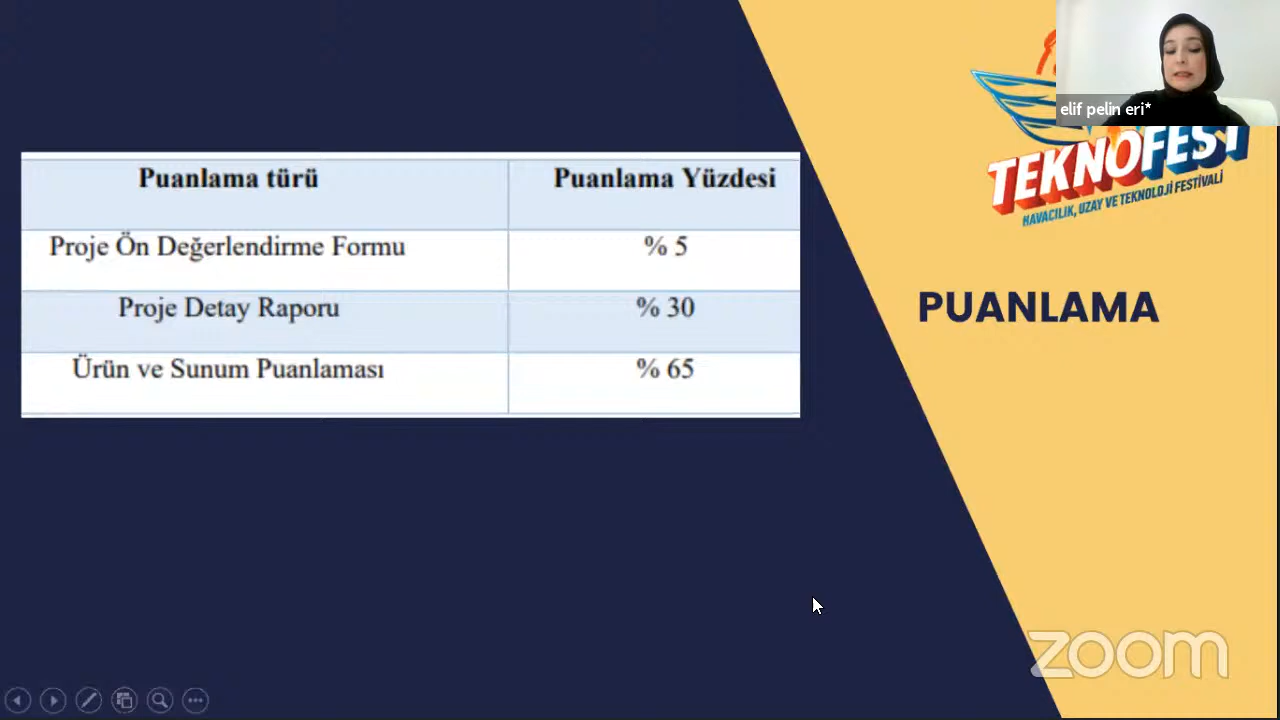 Puanlama türü
Puanlama Yüzdesi
Proje Ön Değerlendirme Formu
% 5
Proje Detay Raporu
% 30
Ürün ve Sunum Puanlaması
% 65
elif pelin eri*
TEKNOFEST
HAVACILIK, UZAY VE TEKNOLOJİ FESTİVALİ
PUANLAMA
zoom